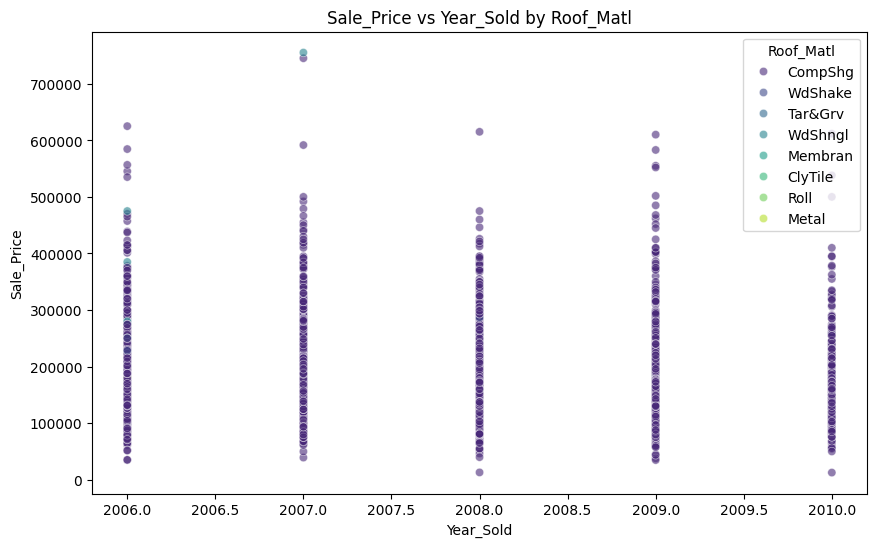 Sale_Price vs Year_Sold by Roof_Matl
Roof_Matl
CompShg
WdShake
Tar&Grv
WdShngl
Membran
ClyTile
Roll
Metal
700000
600000
500000
400000
300000
200000
100000
0
Sale_Price
2006.0 2006.5 2007.0 2007.5 2008.0 2008.5 2009.0 2009.5 2010.0
Year_Sold